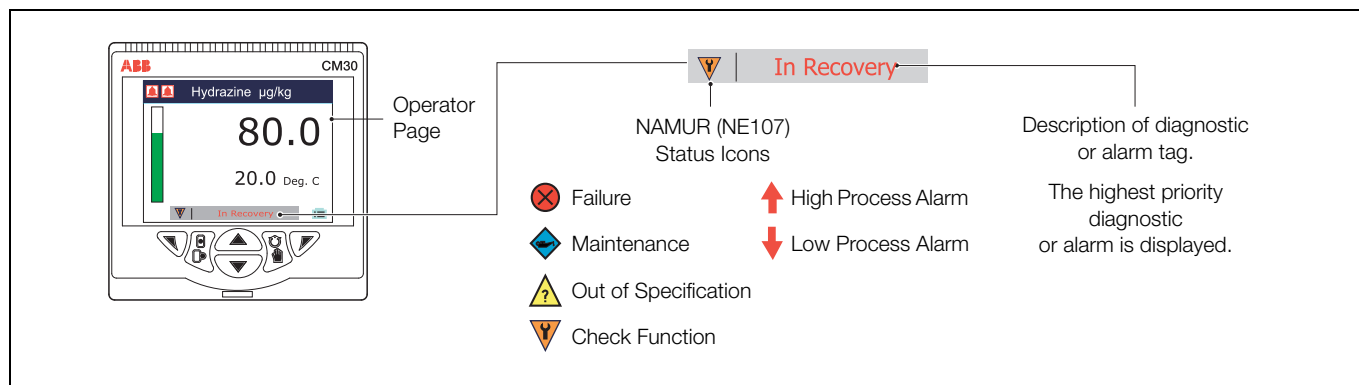 ABB
CM30
Hydrazine µg/kg
80.0
20.0 Deg. C
In Recovery
Operator
Page
In Recovery
NAMUR (NE107)
Status Icons
Failure
Maintenance
? Out of Specification
Check Function
High Process Alarm
Low Process Alarm
Description of diagnostic
or alarm tag.
The highest priority
diagnostic
or alarm is displayed.